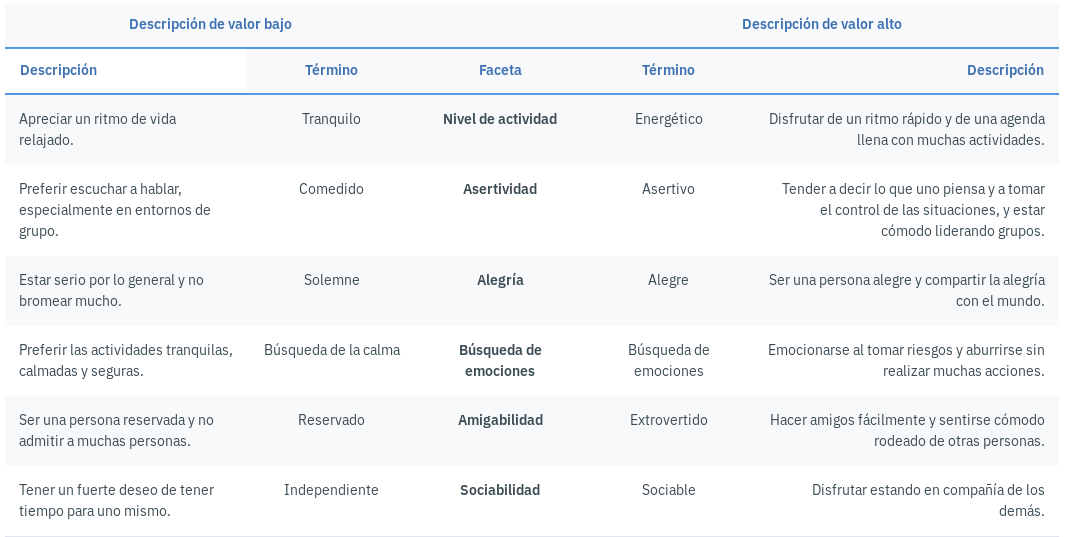 Descripción de valor bajo Descripción de valor alto
Descripción Término Faceta Término Descripción
Apreciar un ritmo de vida Tranquilo Nivel de actividad Energético Disfrutar de un ritmo rápido y de una agenda
relajado. llena con muchas actividades.
Preferir escuchar a hablar, Comedido Asertividad Asertivo Tender a decir lo que uno piensa y a tomar
especialmente en entornos de el control de las situaciones, y estar
grupo. cómodo liderando grupos.
Estar serio por lo general y no Solemne Alegría Alegre Ser una persona alegre y compartir la alegría
bromear mucho. con el mundo.
Preferir las actividades tranquilas, Búsqueda de la calma Búsqueda de Búsqueda de Emocionarse al tomar riesgos y aburrirse sin
calmadas y seguras. emociones emociones realizar muchas acciones.
Ser una persona reservada y no Reservado Amigabilidad Extrovertido Hacer amigos fácilmente y sentirse cómodo
admitir a muchas personas. rodeado de otras personas.
Tener un fuerte deseo de tener Independiente Sociabilidad Sociable Disfrutar estando en compañía de los
tiempo para uno mismo. demás.